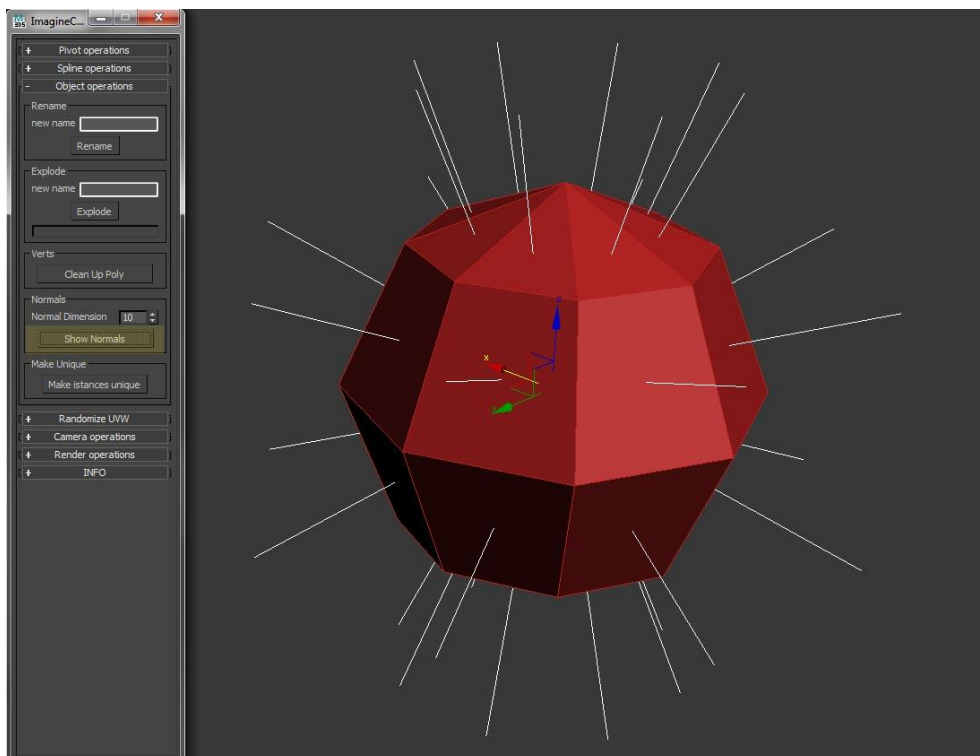 ImagineC...
+ Pivot operations
+ Spline operations
- Object operations
Rename
new name
Rename
Explode
new name
Explode
Verts
Clean Up Poly
Normals
Normal Dimension 10
Show Normals
Make Unique
Make istances unique
+ Randomize UVW
+ Camera operations
+ Render operations
+ INFO
x
z